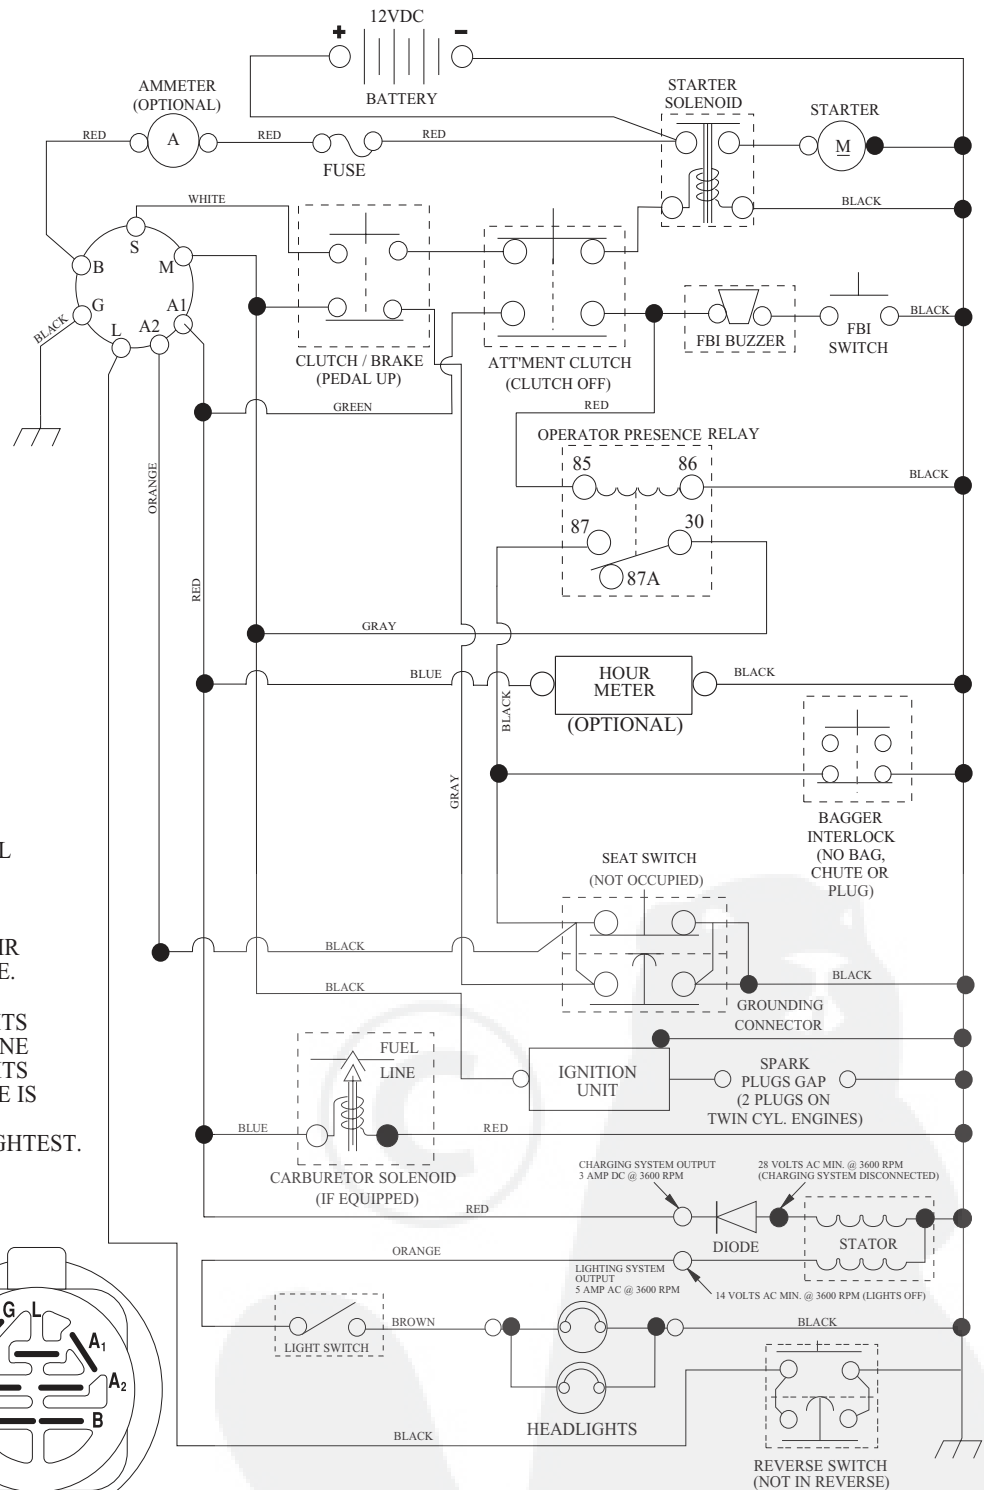 12VDC
+
-
BATTERY
AMMETER
(OPTIONAL)
STARTER
SOLENOID
STARTER
RED
A
RED
RED
M
FUSE
WHITE
BLACK
S
B
M
G
A1
A2
L
BLACK
CLUTCH / BRAKE
(PEDAL UP)
ATT'MENT CLUTCH
(CLUTCH OFF)
FBI BUZZER
FBI
SWITCH
BLACK
GREEN
RED
OPERATOR PRESENCE RELAY
85
86
BLACK
ORANGE
87
30
87A
RED
GRAY
BLUE
HOUR
METER
BLACK
(OPTIONAL)
BLACK
GRAY
BAGGER
INTERLOCK
(NO BAG,
CHUTE OR
PLUG)
L
SEAT SWITCH
(NOT OCCUPIED)
IR
E.
BLACK
BLACK
BLACK
GROUNDING
CONNECTOR
ITS
NE
ITS
E IS
GHTEST.
FUEL
LINE
IGNITION
UNIT
SPARK
PLUGS GAP
(2 PLUGS ON
TWIN CYL. ENGINES)
BLUE
RED
CARBURETOR SOLENOID
(IF EQUIPPED)
CHARGING SYSTEM OUTPUT
3 AMP DC @ 3600 RPM
28 VOLTS AC MIN. @ 3600 RPM
(CHARGING SYSTEM DISCONNECTED)
RED
DIODE
STATOR
ORANGE
LIGHTING SYSTEM
OUTPUT
5 AMP AC @ 3600 RPM
14 VOLTS AC MIN. @ 3600 RPM (LIGHTS OFF)
LIGHT SWITCH
BROWN
BLACK
HEADLIGHTS
G
L
A1
A2
B
BLACK
REVERSE SWITCH
(NOT IN REVERSE)
©